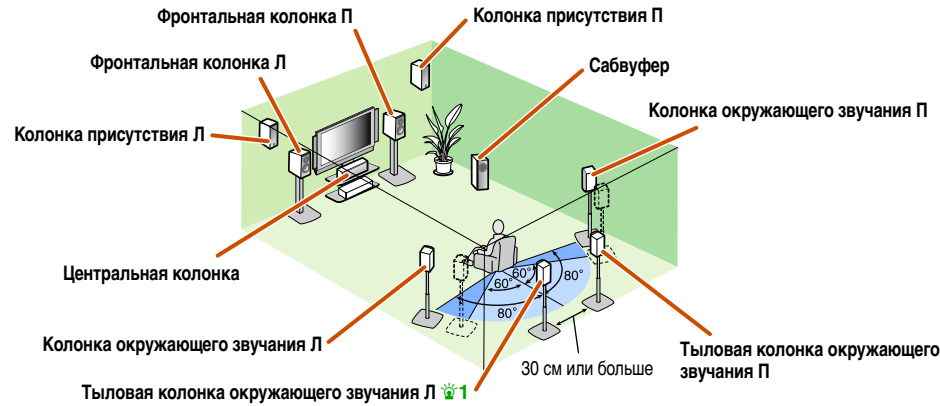 Фронтальная колонка П
Колонка присутствия П
Фронтальная колонка Л
Сабвуфер
Колонка окружающего звучания П
Колонка присутствия Л
Центральная колонка
60°
60°
80°
80°
Колонка окружающего звучания Л
30 см или больше
Тыловая колонка окружающего
звучания П
Тыловая колонка окружающего звучания Л 1